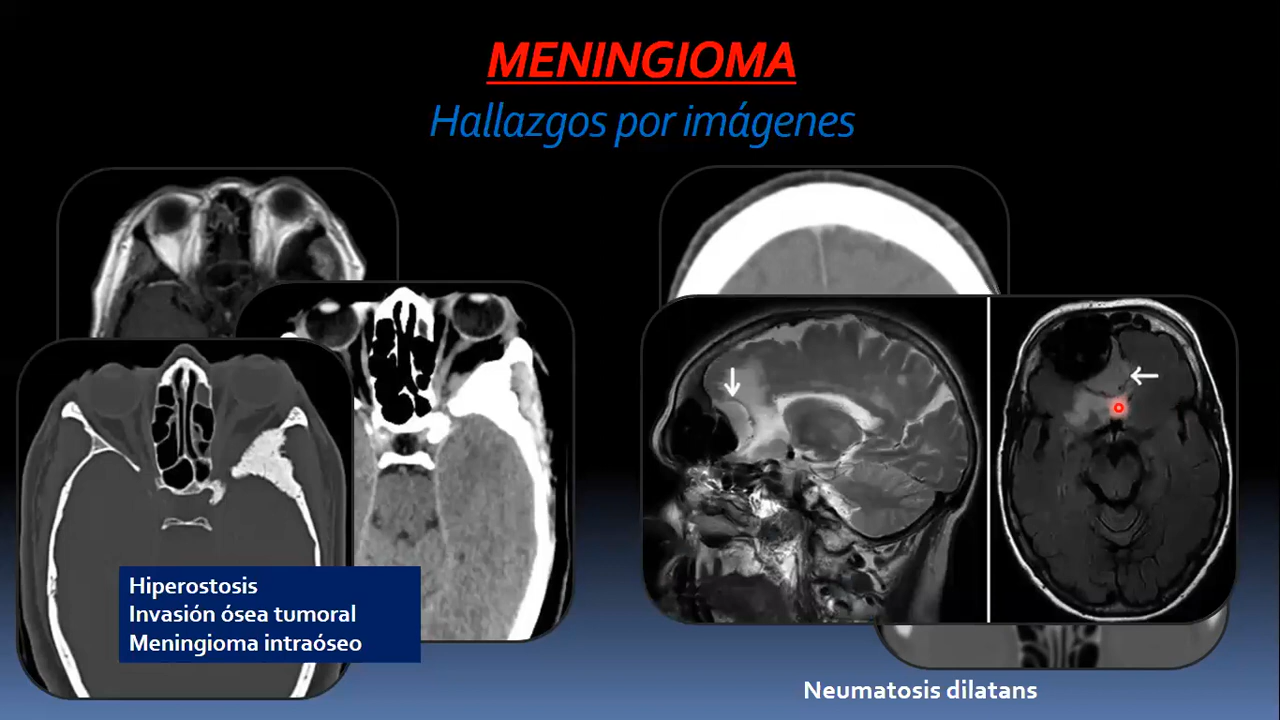 MENINGIOMA
Hallazgos por imágenes
Hiperostosis
Invasión ósea tumoral
Meningioma intraóseo
Neumatosis dilatans